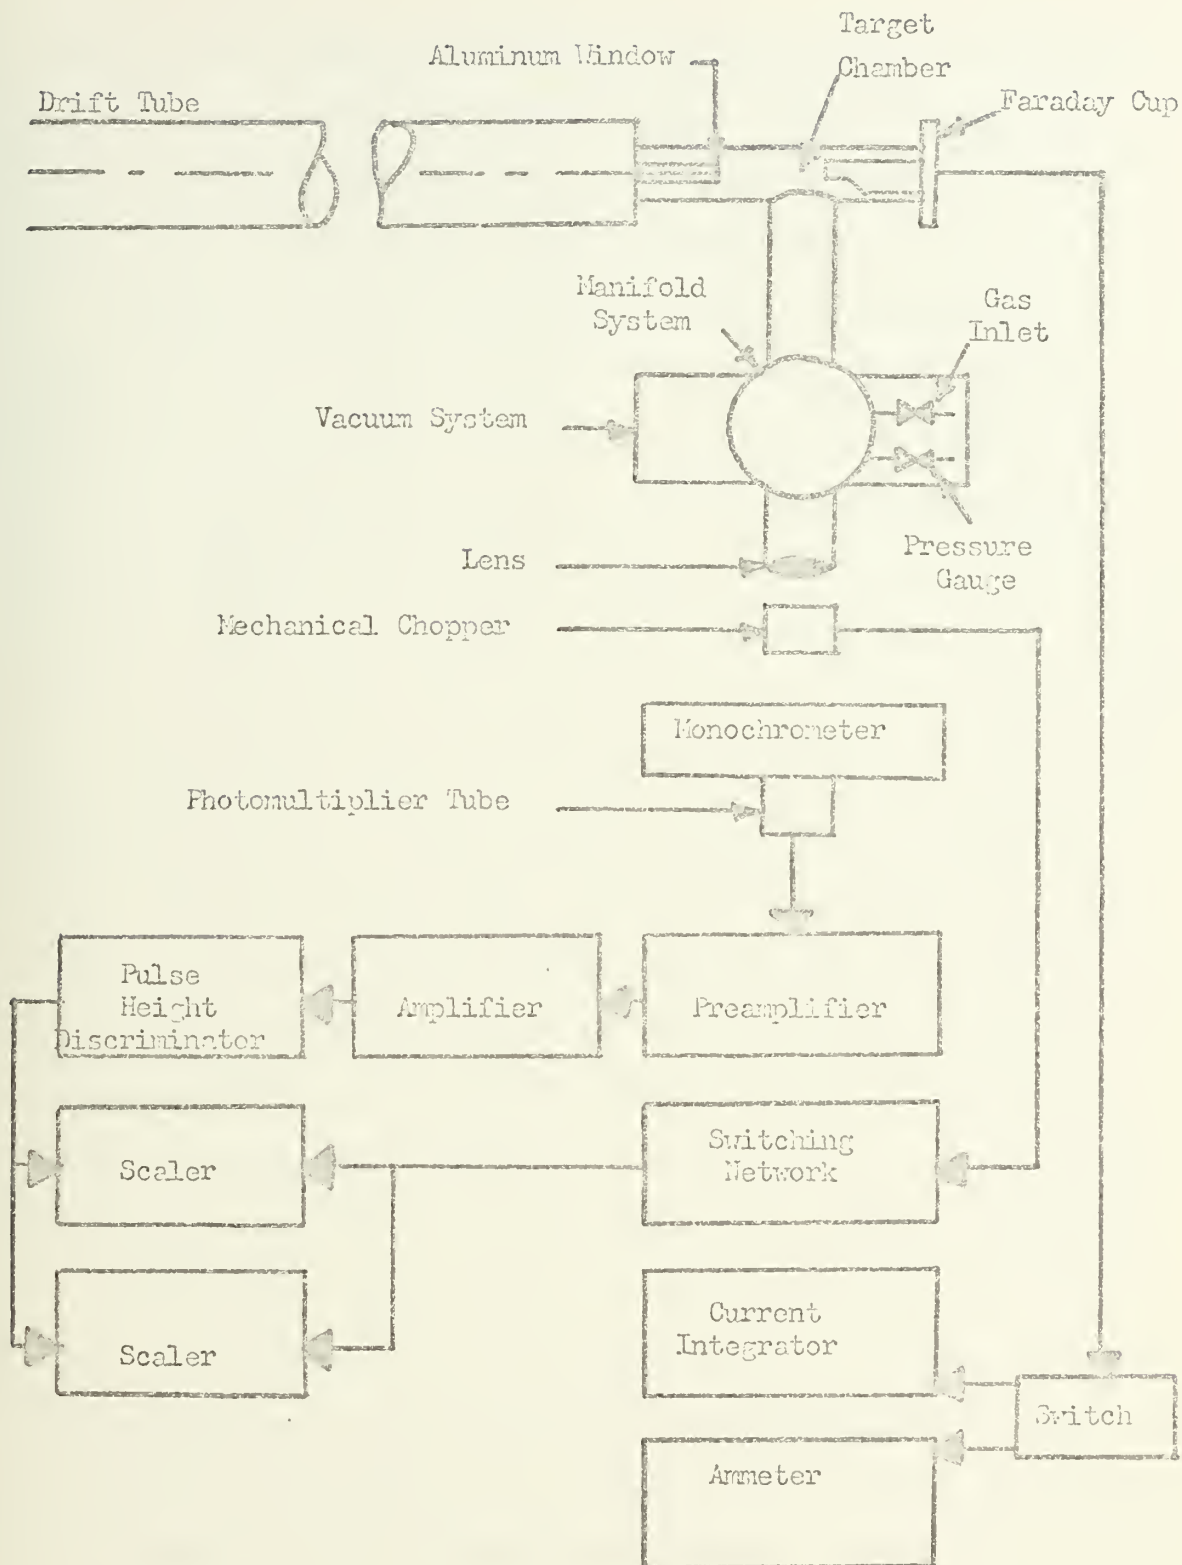 Target
Chamber
Aluminum Window
Faraday Cup
Drift Tube
Manifold
System
Gas
Inlet
Vacuum System
Lens
Pressure
Gauge
Mechanical Chopper
Monochrometer
Photomultiplier Tube
Pulse
Height
Discriminator
Amplifier
Preamplifier
Scaler
Switching
Network
Scaler
Current
Integrator
Switch
Ammeter